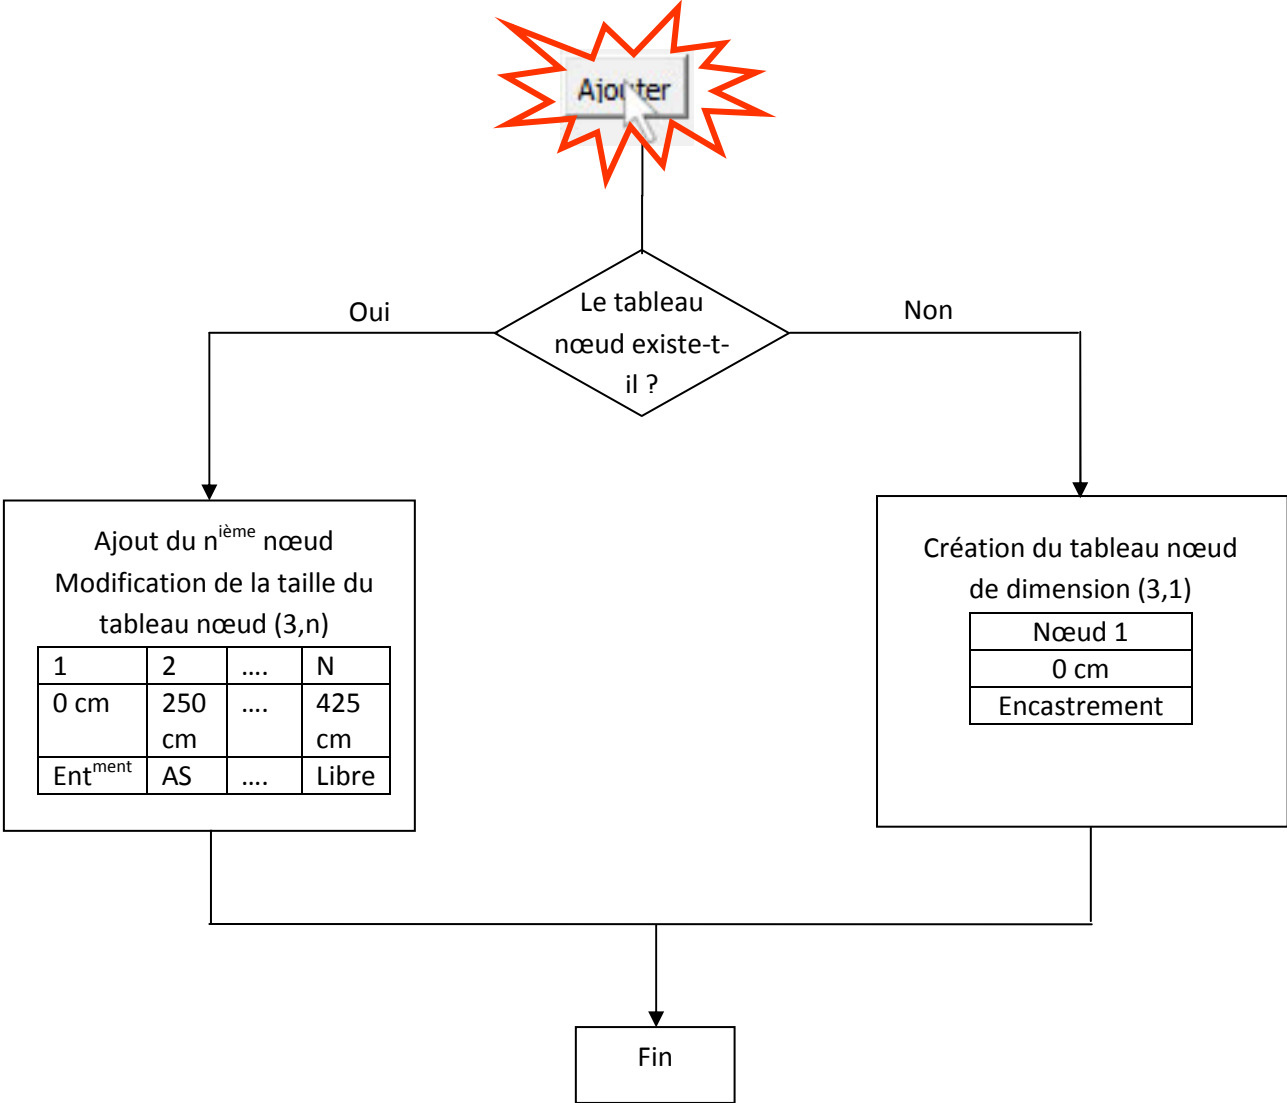 Ajouter
Le tableau
nœud existe-t-
il ?
Oui
Non
Ajout du nième nœud
Modification de la taille du
tableau nœud (3,n)
1 2 .... N
0 cm 250 cm .... 425 cm
Entment AS .... Libre
Création du tableau nœud
de dimension (3,1)
Nœud 1
0 cm
Encastrement
Fin